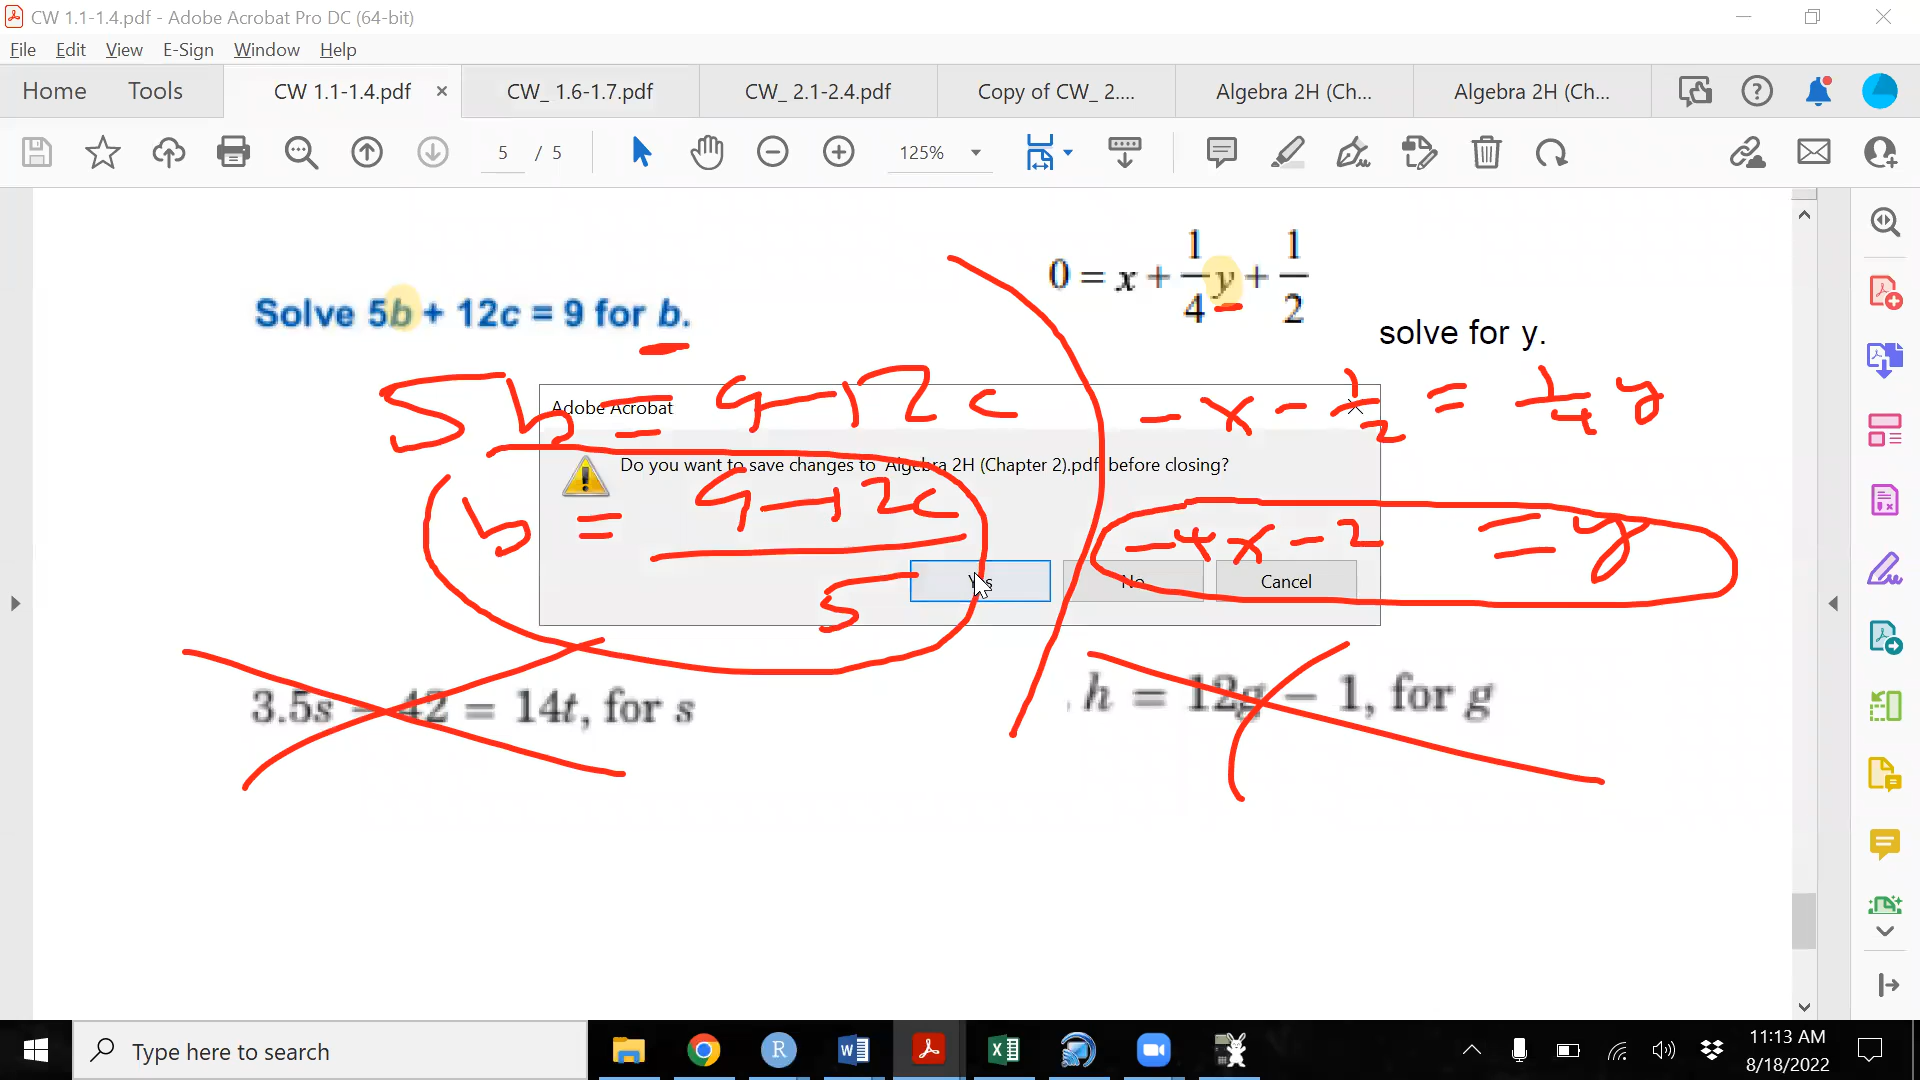 CW 1.1-1.4.pdf - Adobe Acrobat Pro DC (64-bit)
File Edit View E-Sign Window Help
Home Tools CW 1.1-1.4.pdf × CW_ 1.6-1.7.pdf CW_ 2.1-2.4.pdf Copy of CW_ 2.... Algebra 2H (Ch... Algebra 2H (Ch...
5 / 5 125%
Solve 5b + 12c = 9 for b.
0 = x + 1/4 y + 1/2
solve for y.
5b = 9-12c
-x - 1/2 = 1/4 y
Adobe Acrobat
Do you want to save changes to 'Algebra 2H (Chapter 2).pdf' before closing?
b = 9-12c / 5
-4x - 2 = y
Yes No Cancel
3.5s - 42 = 14t, for s
h = 12g - 1, for g
Type here to search
11:13 AM
8/18/2022